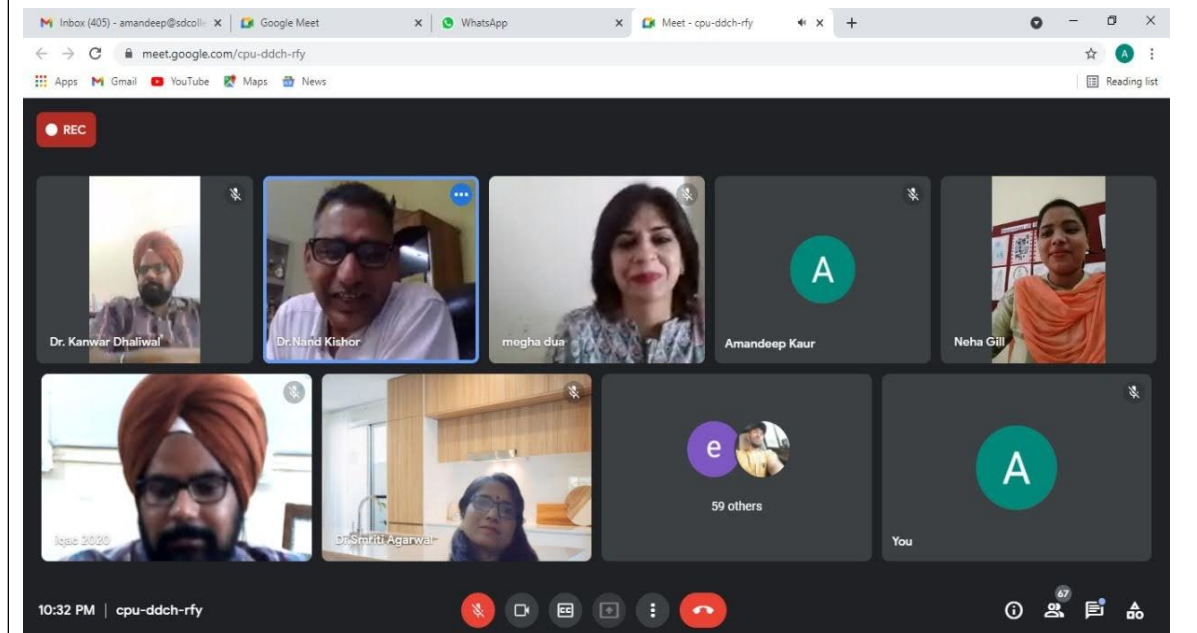 Inbox (405) - amandeep@sdcolle
Google Meet
WhatsApp
Meet - cpu-ddch-rfy
meet.google.com/cpu-ddch-rfy
A
Apps
Gmail
YouTube
Maps
News
Reading list
REC
Dr. Kanwar Dhaliwal
Dr.Nand Kishor
megha dua
A
Amandeep Kaur
Neha Gill
iqac 2020
Dr Smriti Agarwal
e
59 others
A
You
10:32 PM | cpu-ddch-rfy
CC
67